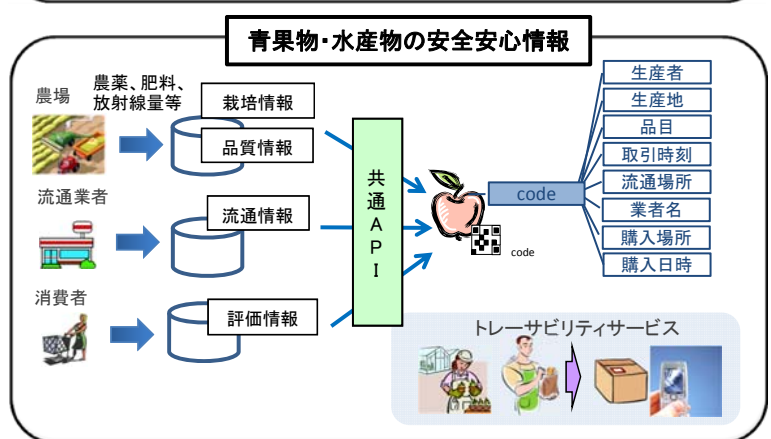 青果物・水産物の安全安心情報
農場
農薬、肥料、
放射線量等
栽培情報
品質情報
流通業者
流通情報
消費者
評価情報
共通API
code
code
生産者
生産地
品目
取引時刻
流通場所
業者名
購入場所
購入日時
トレーサビリティサービス